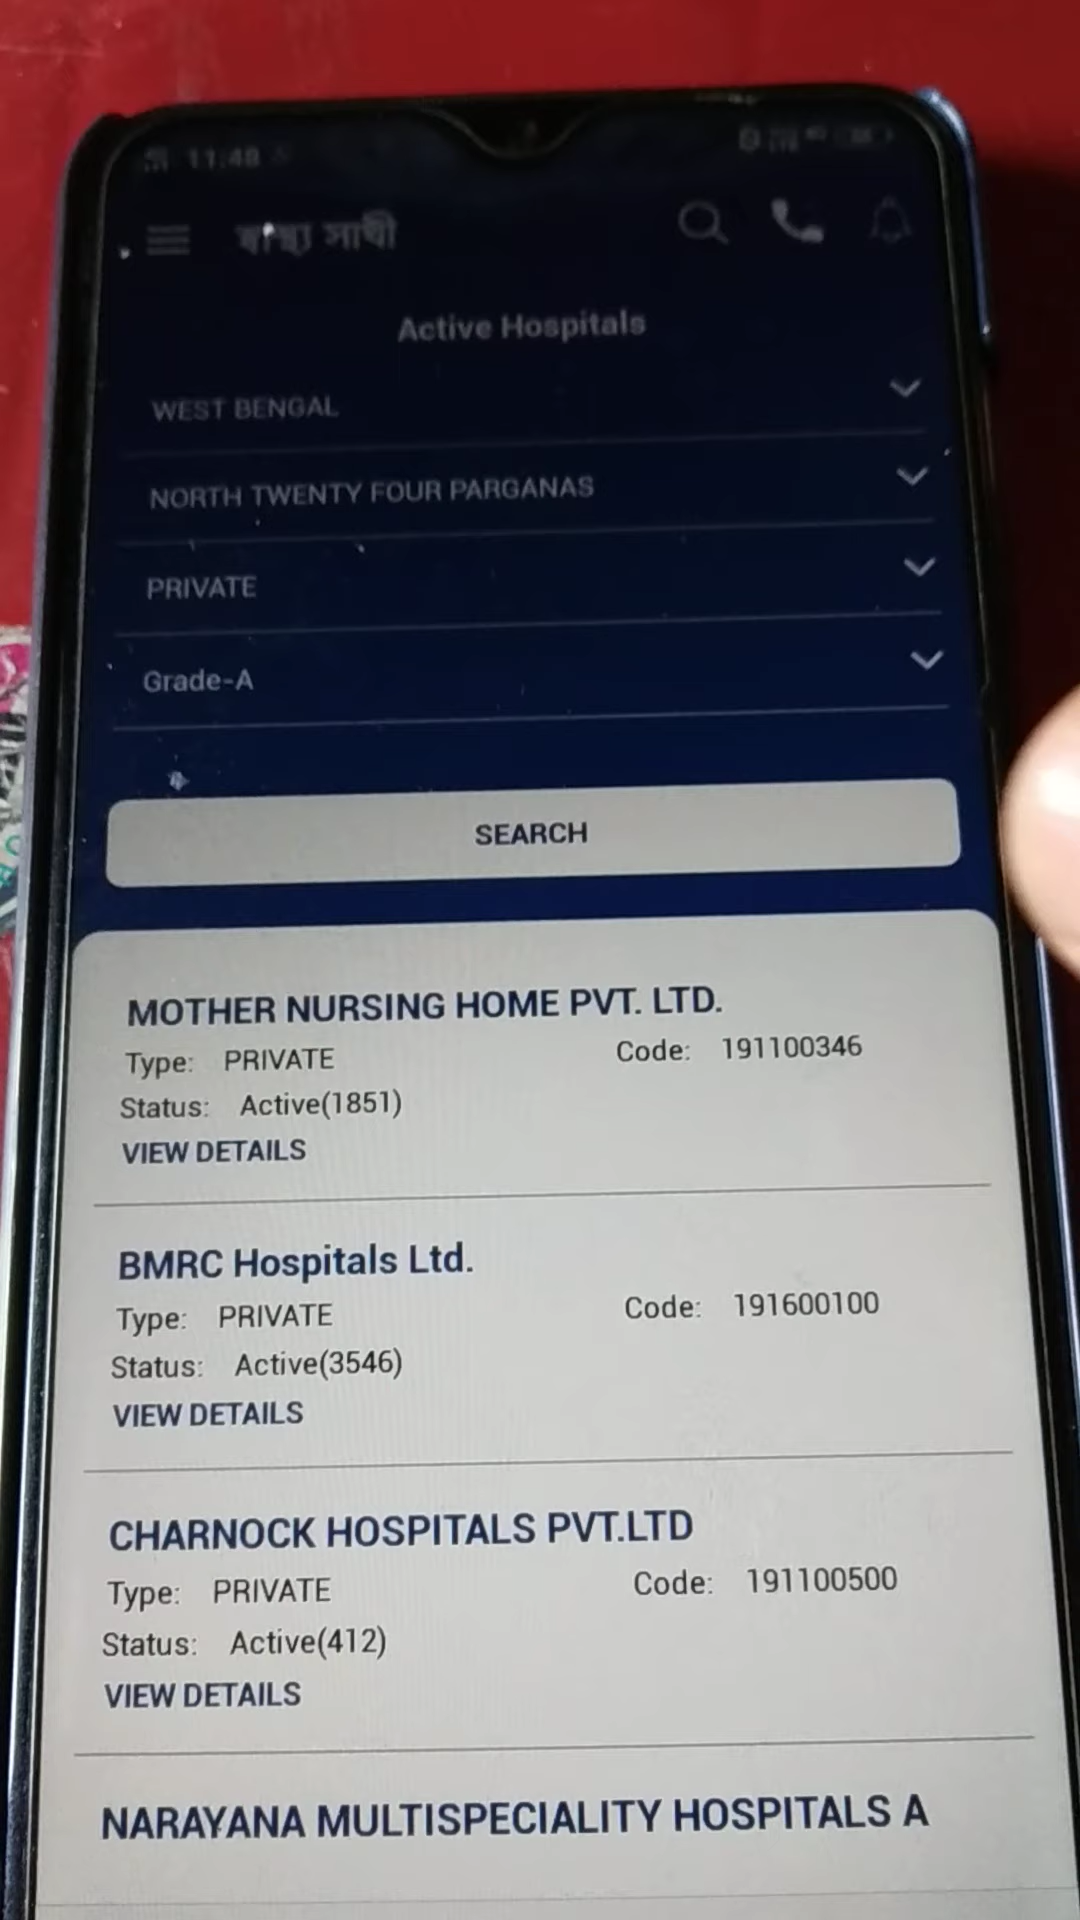 11:48
স্বাস্থ্য সাথী
Active Hospitals
WEST BENGAL
NORTH TWENTY FOUR PARGANAS
PRIVATE
Grade-A
SEARCH
MOTHER NURSING HOME PVT. LTD.
Type: PRIVATE Code: 191100346
Status: Active(1851)
VIEW DETAILS
BMRC Hospitals Ltd.
Type: PRIVATE Code: 191600100
Status: Active(3546)
VIEW DETAILS
CHARNOCK HOSPITALS PVT.LTD
Type: PRIVATE Code: 191100500
Status: Active(412)
VIEW DETAILS
NARAYANA MULTISPECIALITY HOSPITALS A